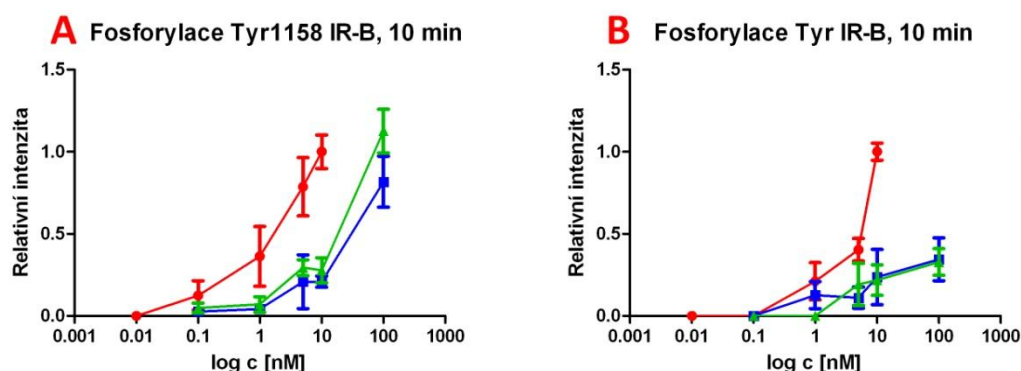 A Fosforylace Tyr1158 IR-B, 10 min
Relativní intenzita
1.5
1.0
0.5
0.0
0.001 0.01 0.1 1 10 100 1000
log c [nM]
B Fosforylace Tyr IR-B, 10 min
Relativní intenzita
1.5
1.0
0.5
0.0
0.001 0.01 0.1 1 10 100 1000
log c [nM]